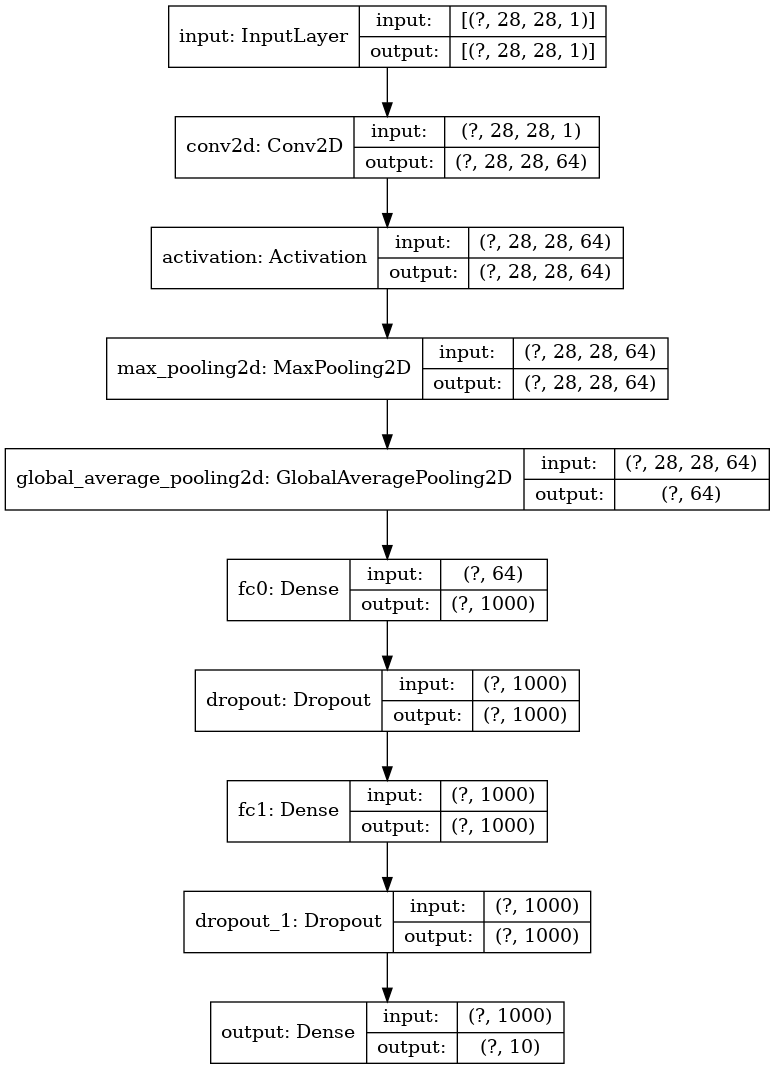 input: InputLayer
input:
[(?, 28, 28, 1)]
output:
[(?, 28, 28, 1)]
conv2d: Conv2D
input:
(?, 28, 28, 1)
output:
(?, 28, 28, 64)
activation: Activation
input:
(?, 28, 28, 64)
output:
(?, 28, 28, 64)
max_pooling2d: MaxPooling2D
input:
(?, 28, 28, 64)
output:
(?, 28, 28, 64)
global_average_pooling2d: GlobalAveragePooling2D
input:
(?, 28, 28, 64)
output:
(?, 64)
fc0: Dense
input:
(?, 64)
output:
(?, 1000)
dropout: Dropout
input:
(?, 1000)
output:
(?, 1000)
fc1: Dense
input:
(?, 1000)
output:
(?, 1000)
dropout_1: Dropout
input:
(?, 1000)
output:
(?, 1000)
output: Dense
input:
(?, 1000)
output:
(?, 10)